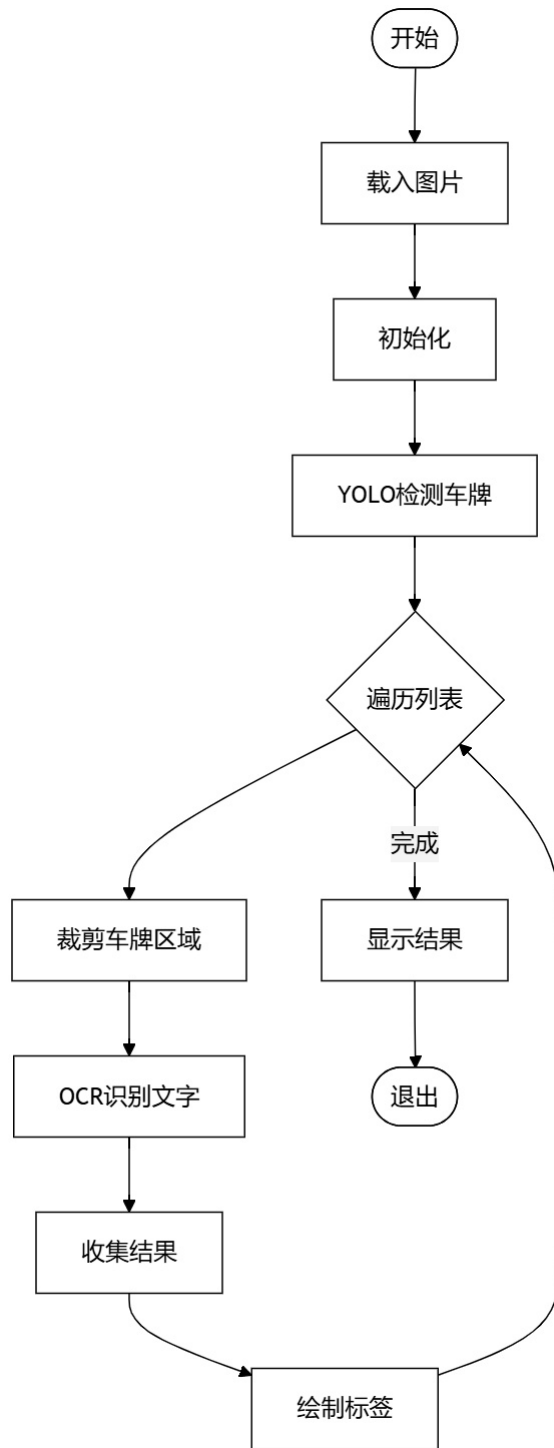 开始
载入图片
初始化
YOLO检测车牌
遍历列表
完成
裁剪车牌区域
显示结果
OCR识别文字
退出
收集结果
绘制标签